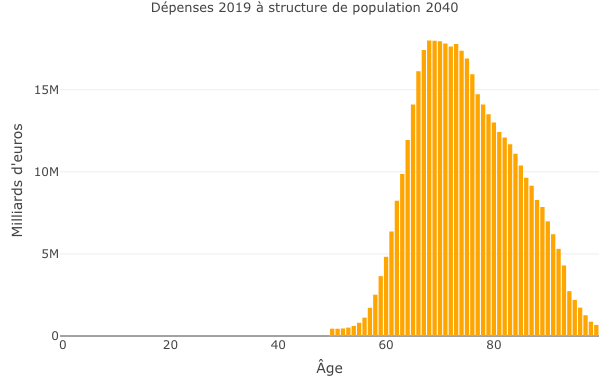 Dépenses 2019 à structure de population 2040
Milliards d'euros
15M
10M
5M
0
0 20 40 60 80
Âge